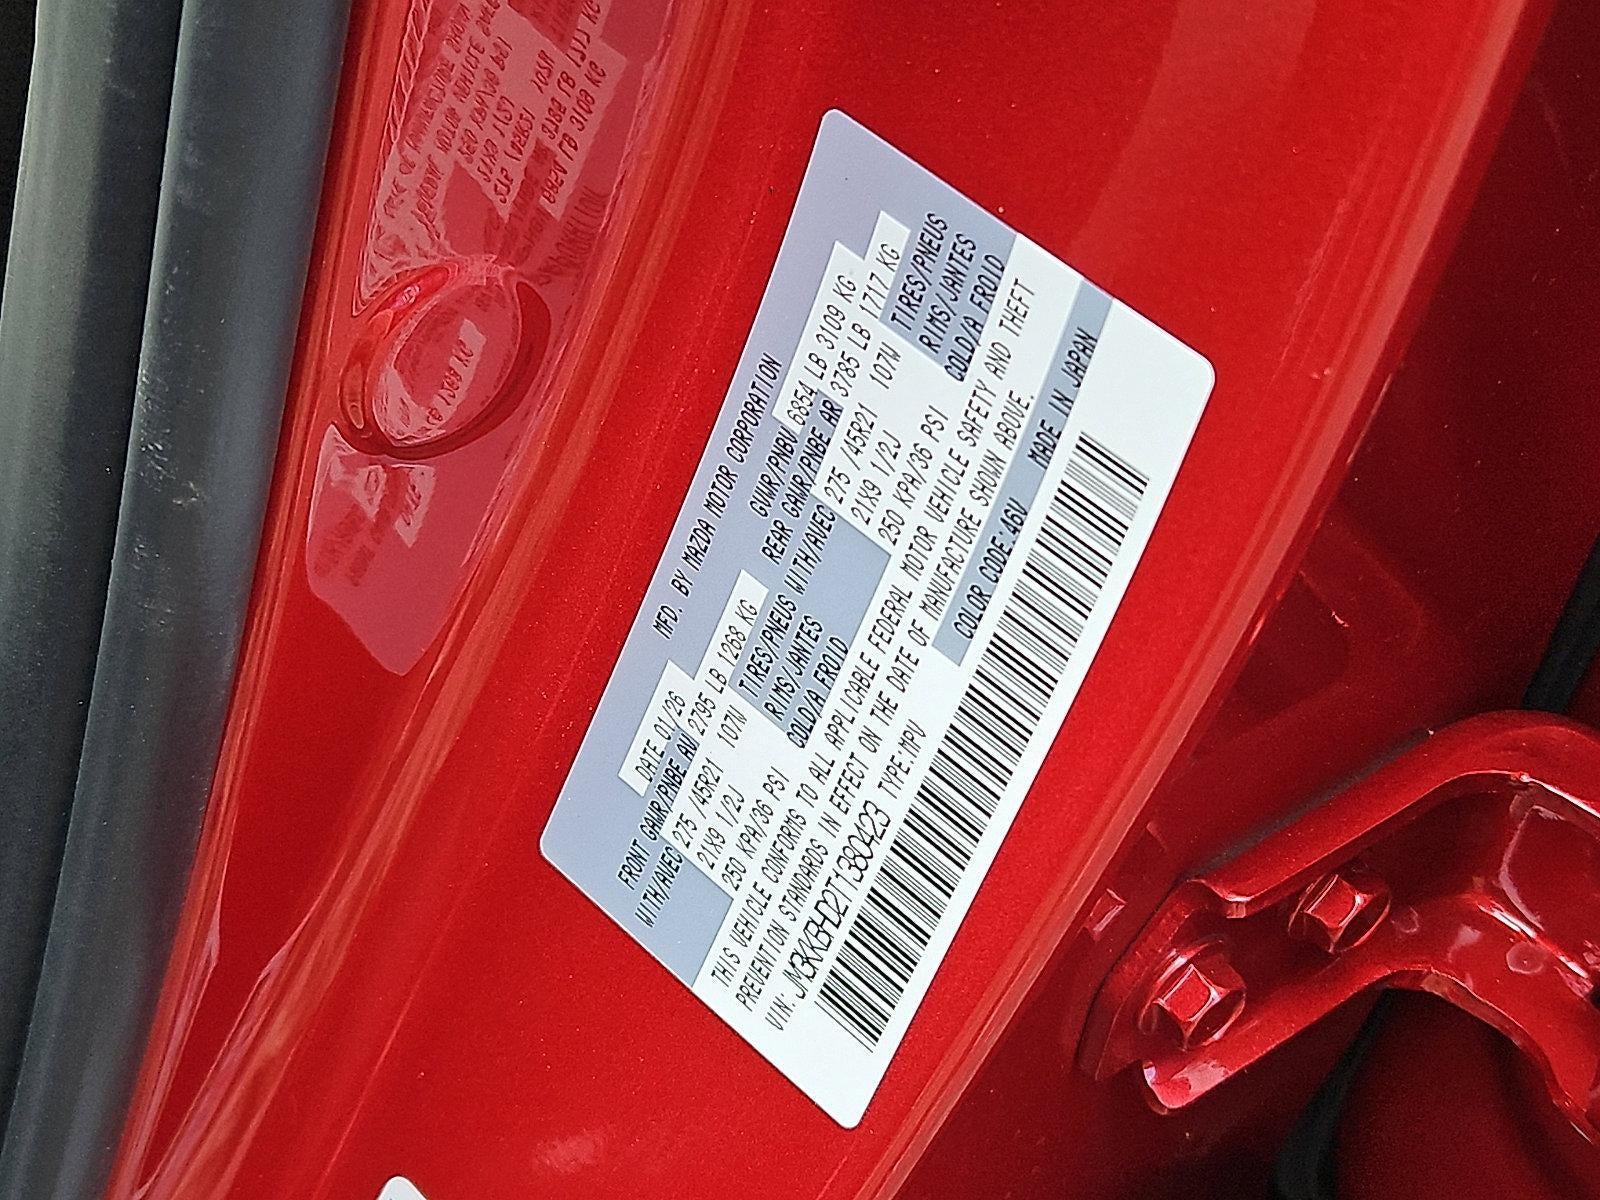 MFD. BY MAZDA MOTOR CORPORATION
DATE 01/26 GVWR/PNBV 6854 LB 3109 KG
FRONT GAWR/PNBE AV 2795 LB 1268 KG REAR GAWR/PNBE AR 3785 LB 1717 KG
WITH/AVEC 275 /45R21 107W TIRES/PNEUS WITH/AVEC 275 /45R21 107W TIRES/PNEUS
21X9 1/2J RIMS/JANTES 21X9 1/2J RIMS/JANTES
250 KPA/36 PSI COLD/A FROID 250 KPA/36 PSI COLD/A FROID
THIS VEHICLE CONFORMS TO ALL APPLICABLE FEDERAL MOTOR VEHICLE SAFETY AND THEFT
PREVENTION STANDARDS IN EFFECT ON THE DATE OF MANUFACTURE SHOWN ABOVE.
VIN: JM3KKBHD2T1380423 TYPE:MPV COLOR CODE:46V MADE IN JAPAN